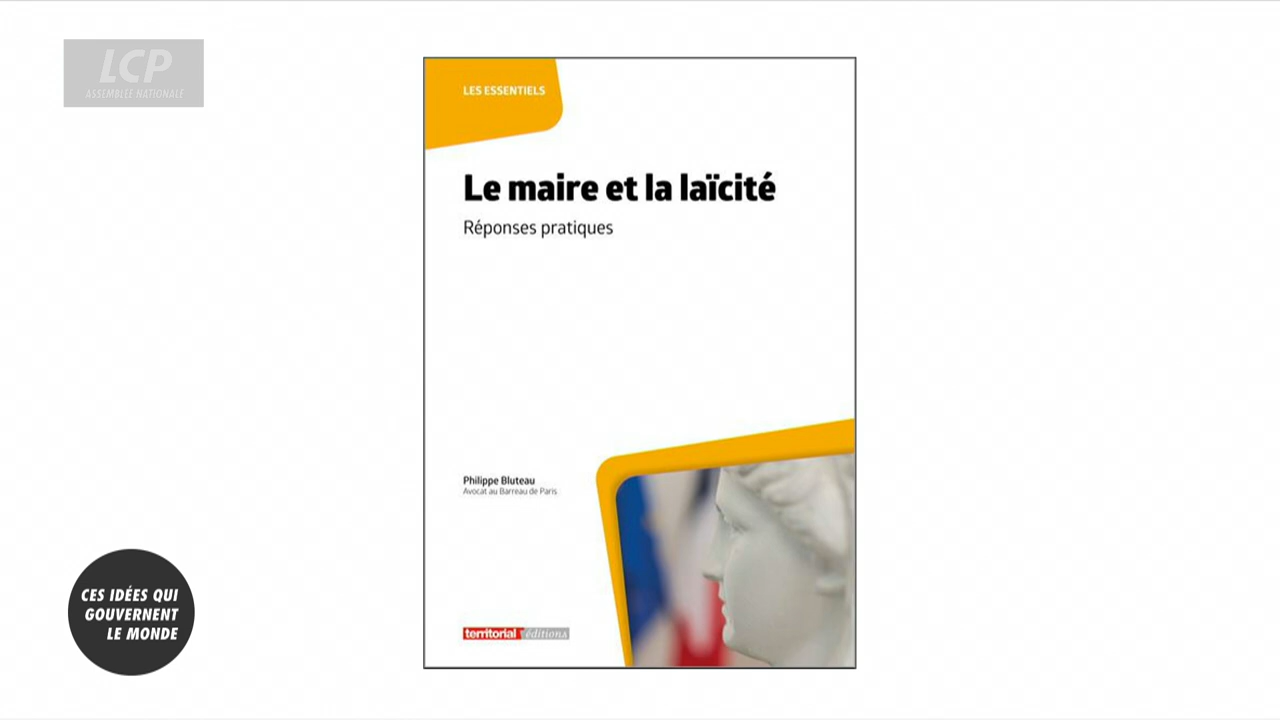 LCP
ASSEMBLÉE NATIONALE
LES ESSENTIELS
Le maire et la laïcité
Réponses pratiques
Philippe Bluteau
Avocat au Barreau de Paris
CES IDÉES QUI
GOUVERNENT
LE MONDE
territorial éditions